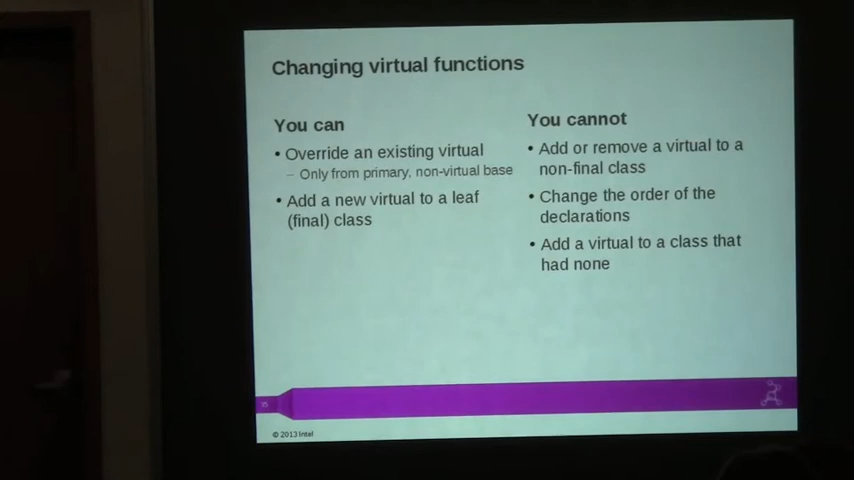 Changing virtual functions
You can
• Override an existing virtual
– Only from primary, non-virtual base
• Add a new virtual to a leaf
(final) class
You cannot
• Add or remove a virtual to a
non-final class
• Change the order of the
declarations
• Add a virtual to a class that
had none
© 2013 Intel